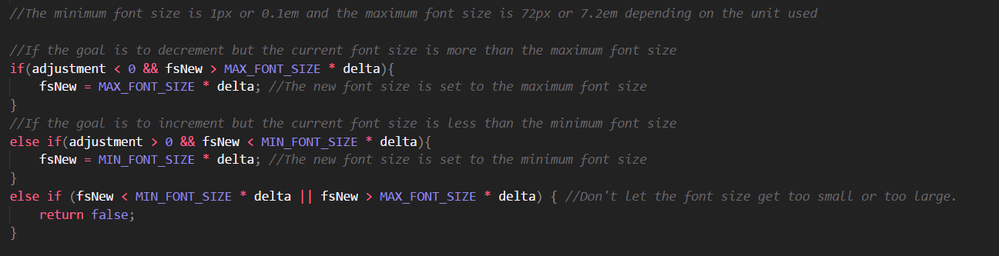 //The minimum font size is 1px or 0.1em and the maximum font size is 72px or 7.2em depending on the unit used
//If the goal is to decrement but the current font size is more than the maximum font size
if(adjustment < 0 && fsNew > MAX_FONT_SIZE * delta){
    fsNew = MAX_FONT_SIZE * delta; //The new font size is set to the maximum font size
}
//If the goal is to increment but the current font size is less than the minimum font size
else if(adjustment > 0 && fsNew < MIN_FONT_SIZE * delta){
    fsNew = MIN_FONT_SIZE * delta; //The new font size is set to the minimum font size
}
else if (fsNew < MIN_FONT_SIZE * delta || fsNew > MAX_FONT_SIZE * delta) { //Don't let the font size get too small or too large.
    return false;
}